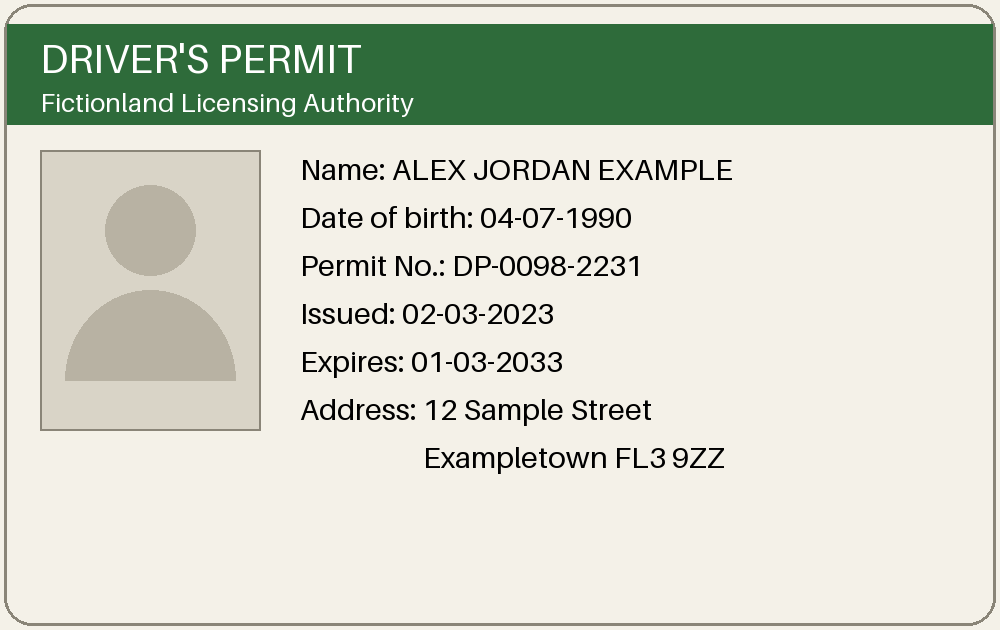 DRIVER'S PERMIT
Fictionland Licensing Authority
Name: ALEX JORDAN EXAMPLE
Date of birth: 04-07-1990
Permit No.: DP-0098-2231
Issued: 02-03-2023
Expires: 01-03-2033
Address: 12 Sample Street
Exampletown FL3 9ZZ